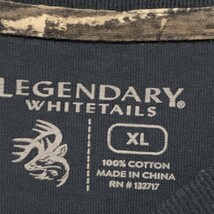 LEGENDARY
WHITETAILS®
XL
100% COTTON
MADE IN CHINA
RN # 132717